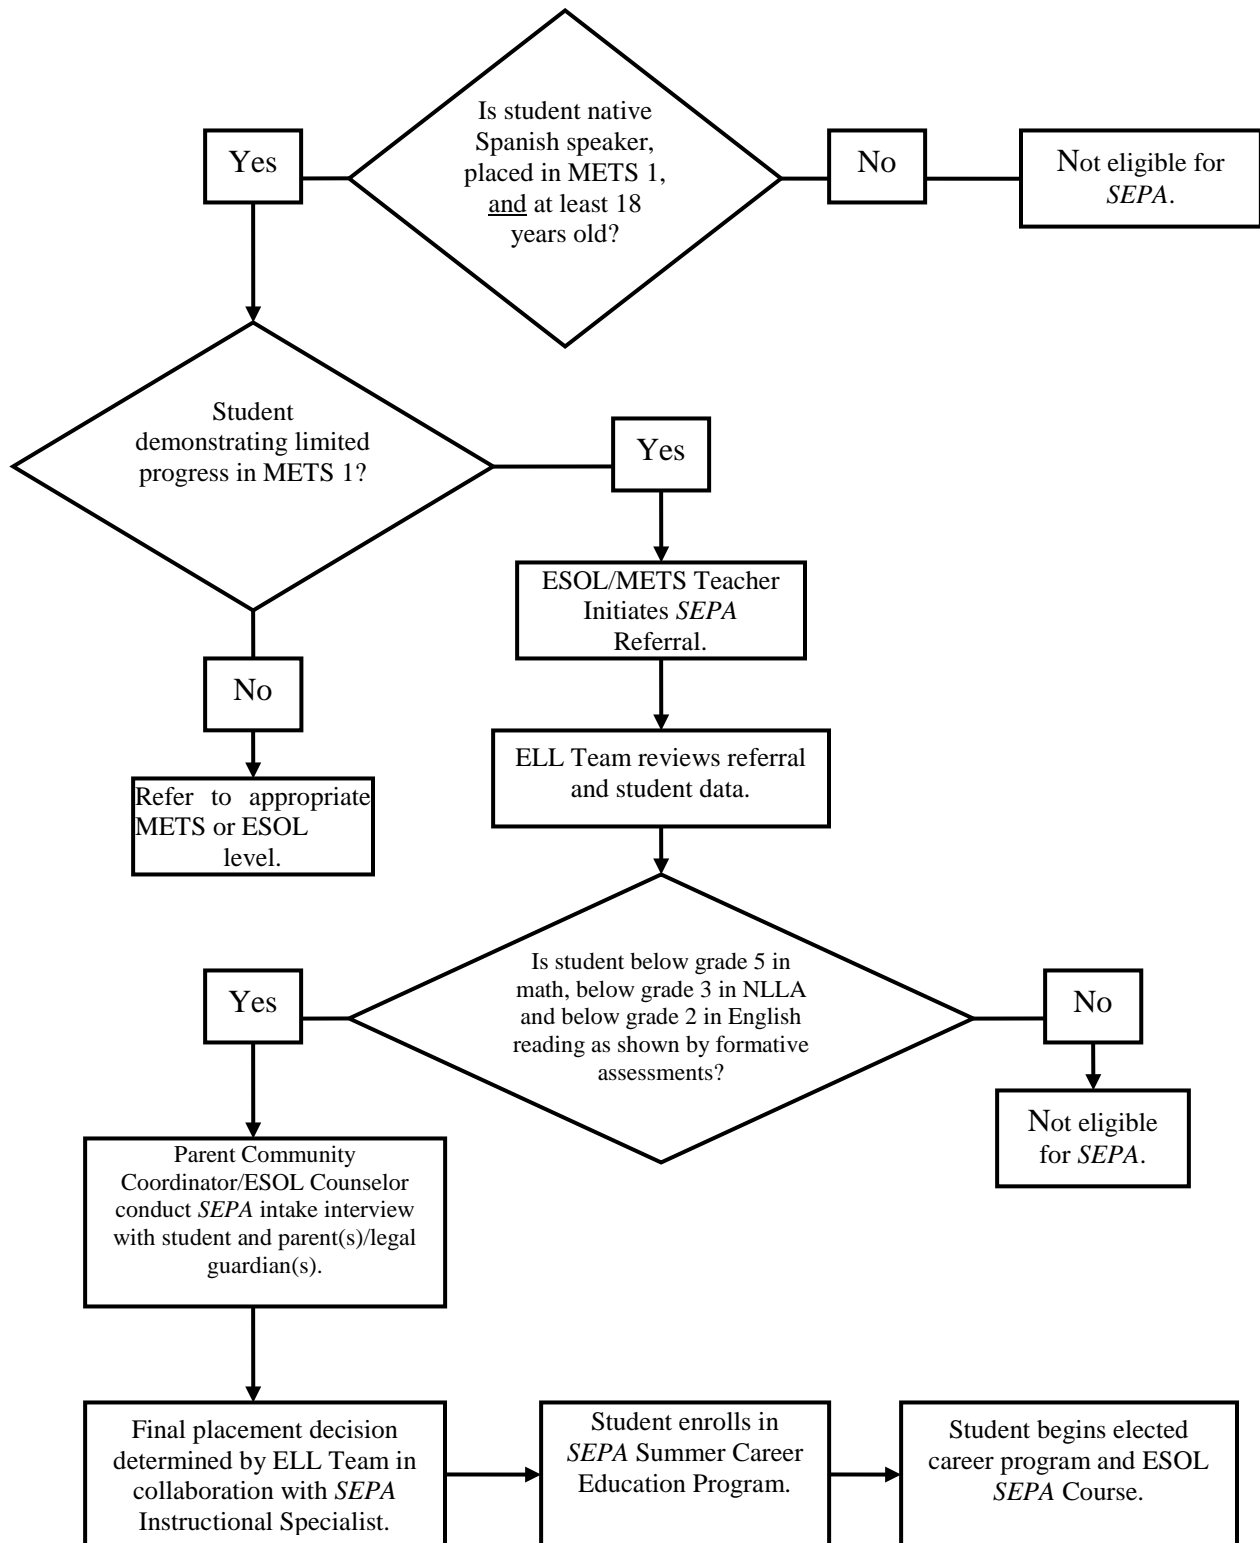 Is student native
Spanish speaker,
placed in METS 1,
and at least 18
years old?
Yes
No
Not eligible for
SEPA.
Student
demonstrating limited
progress in METS 1?
Yes
ESOL/METS Teacher
Initiates SEPA
Referral.
No
ELL Team reviews referral
and student data.
Refer to appropriate
METS or ESOL
level.
Is student below grade 5 in
math, below grade 3 in NLLA
and below grade 2 in English
reading as shown by formative
assessments?
Yes
No
Not eligible
for SEPA.
Parent Community
Coordinator/ESOL Counselor
conduct SEPA intake interview
with student and parent(s)/legal
guardian(s).
Final placement decision
determined by ELL Team in
collaboration with SEPA
Instructional Specialist.
Student enrolls in
SEPA Summer Career
Education Program.
Student begins elected
career program and ESOL
SEPA Course.